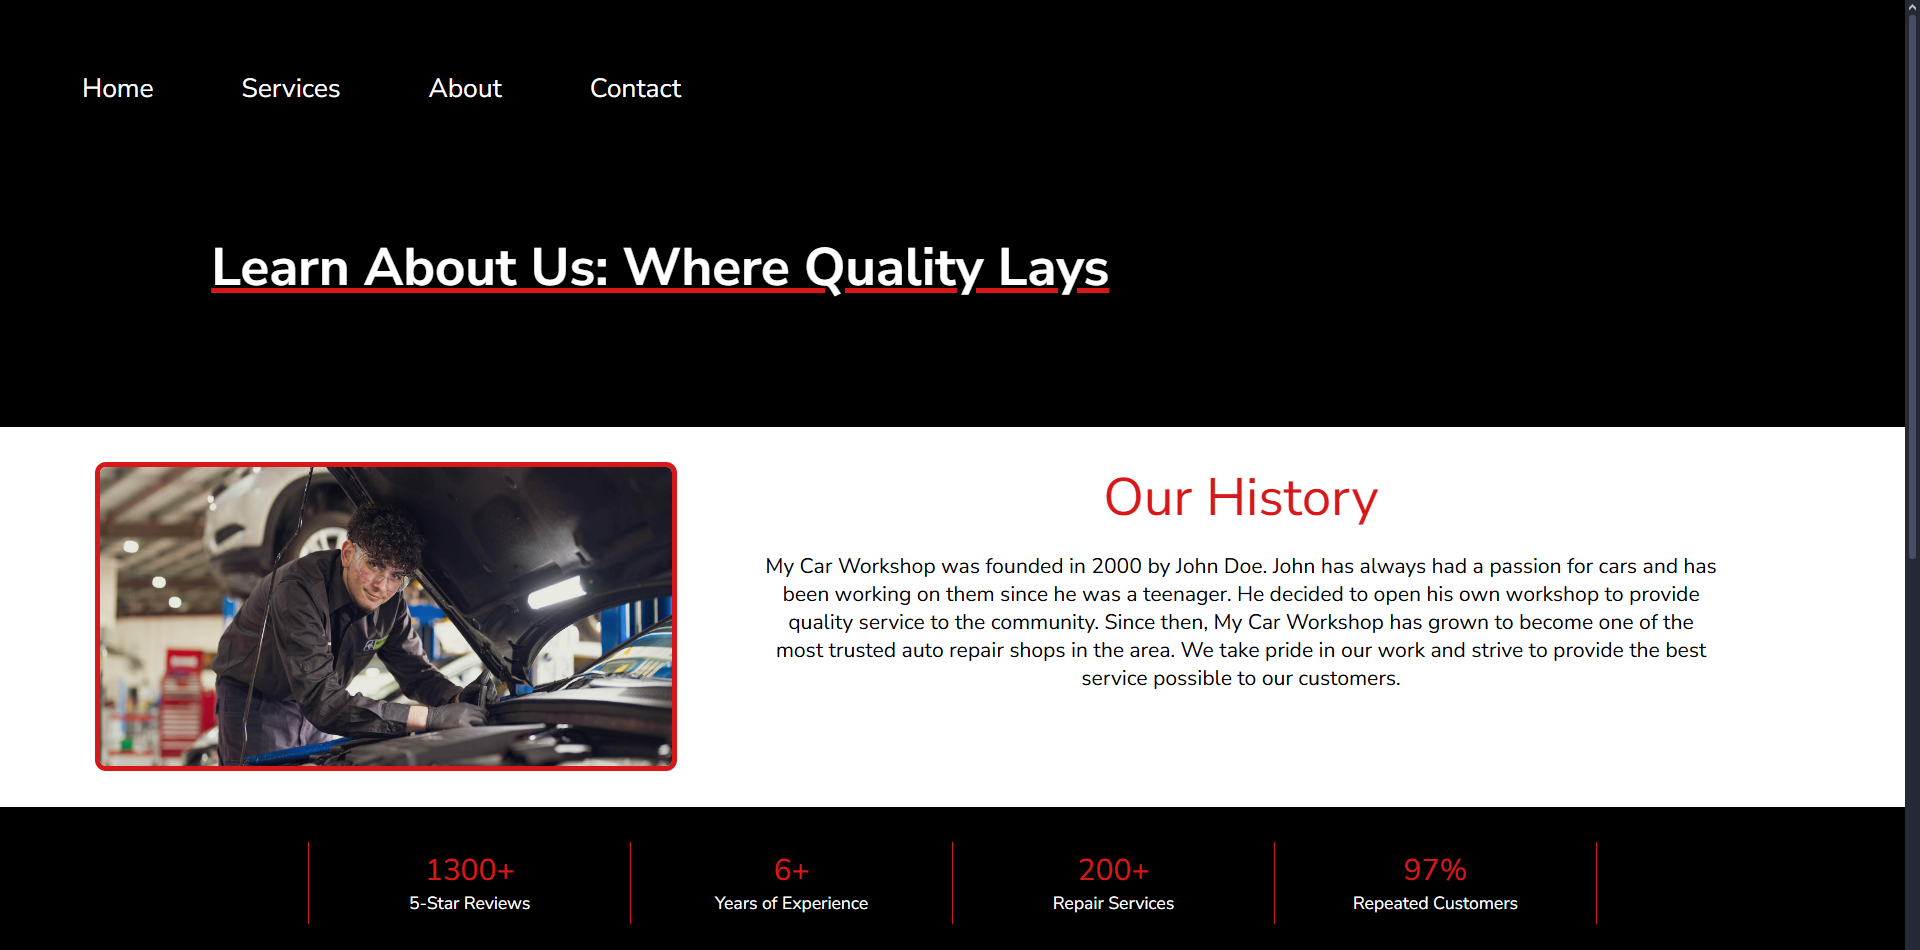 Home Services About Contact
Learn About Us: Where Quality Lays
Our History
My Car Workshop was founded in 2000 by John Doe. John has always had a passion for cars and has
been working on them since he was a teenager. He decided to open his own workshop to provide
quality service to the community. Since then, My Car Workshop has grown to become one of the
most trusted auto repair shops in the area. We take pride in our work and strive to provide the best
service possible to our customers.
1300+
5-Star Reviews
6+
Years of Experience
200+
Repair Services
97%
Repeated Customers